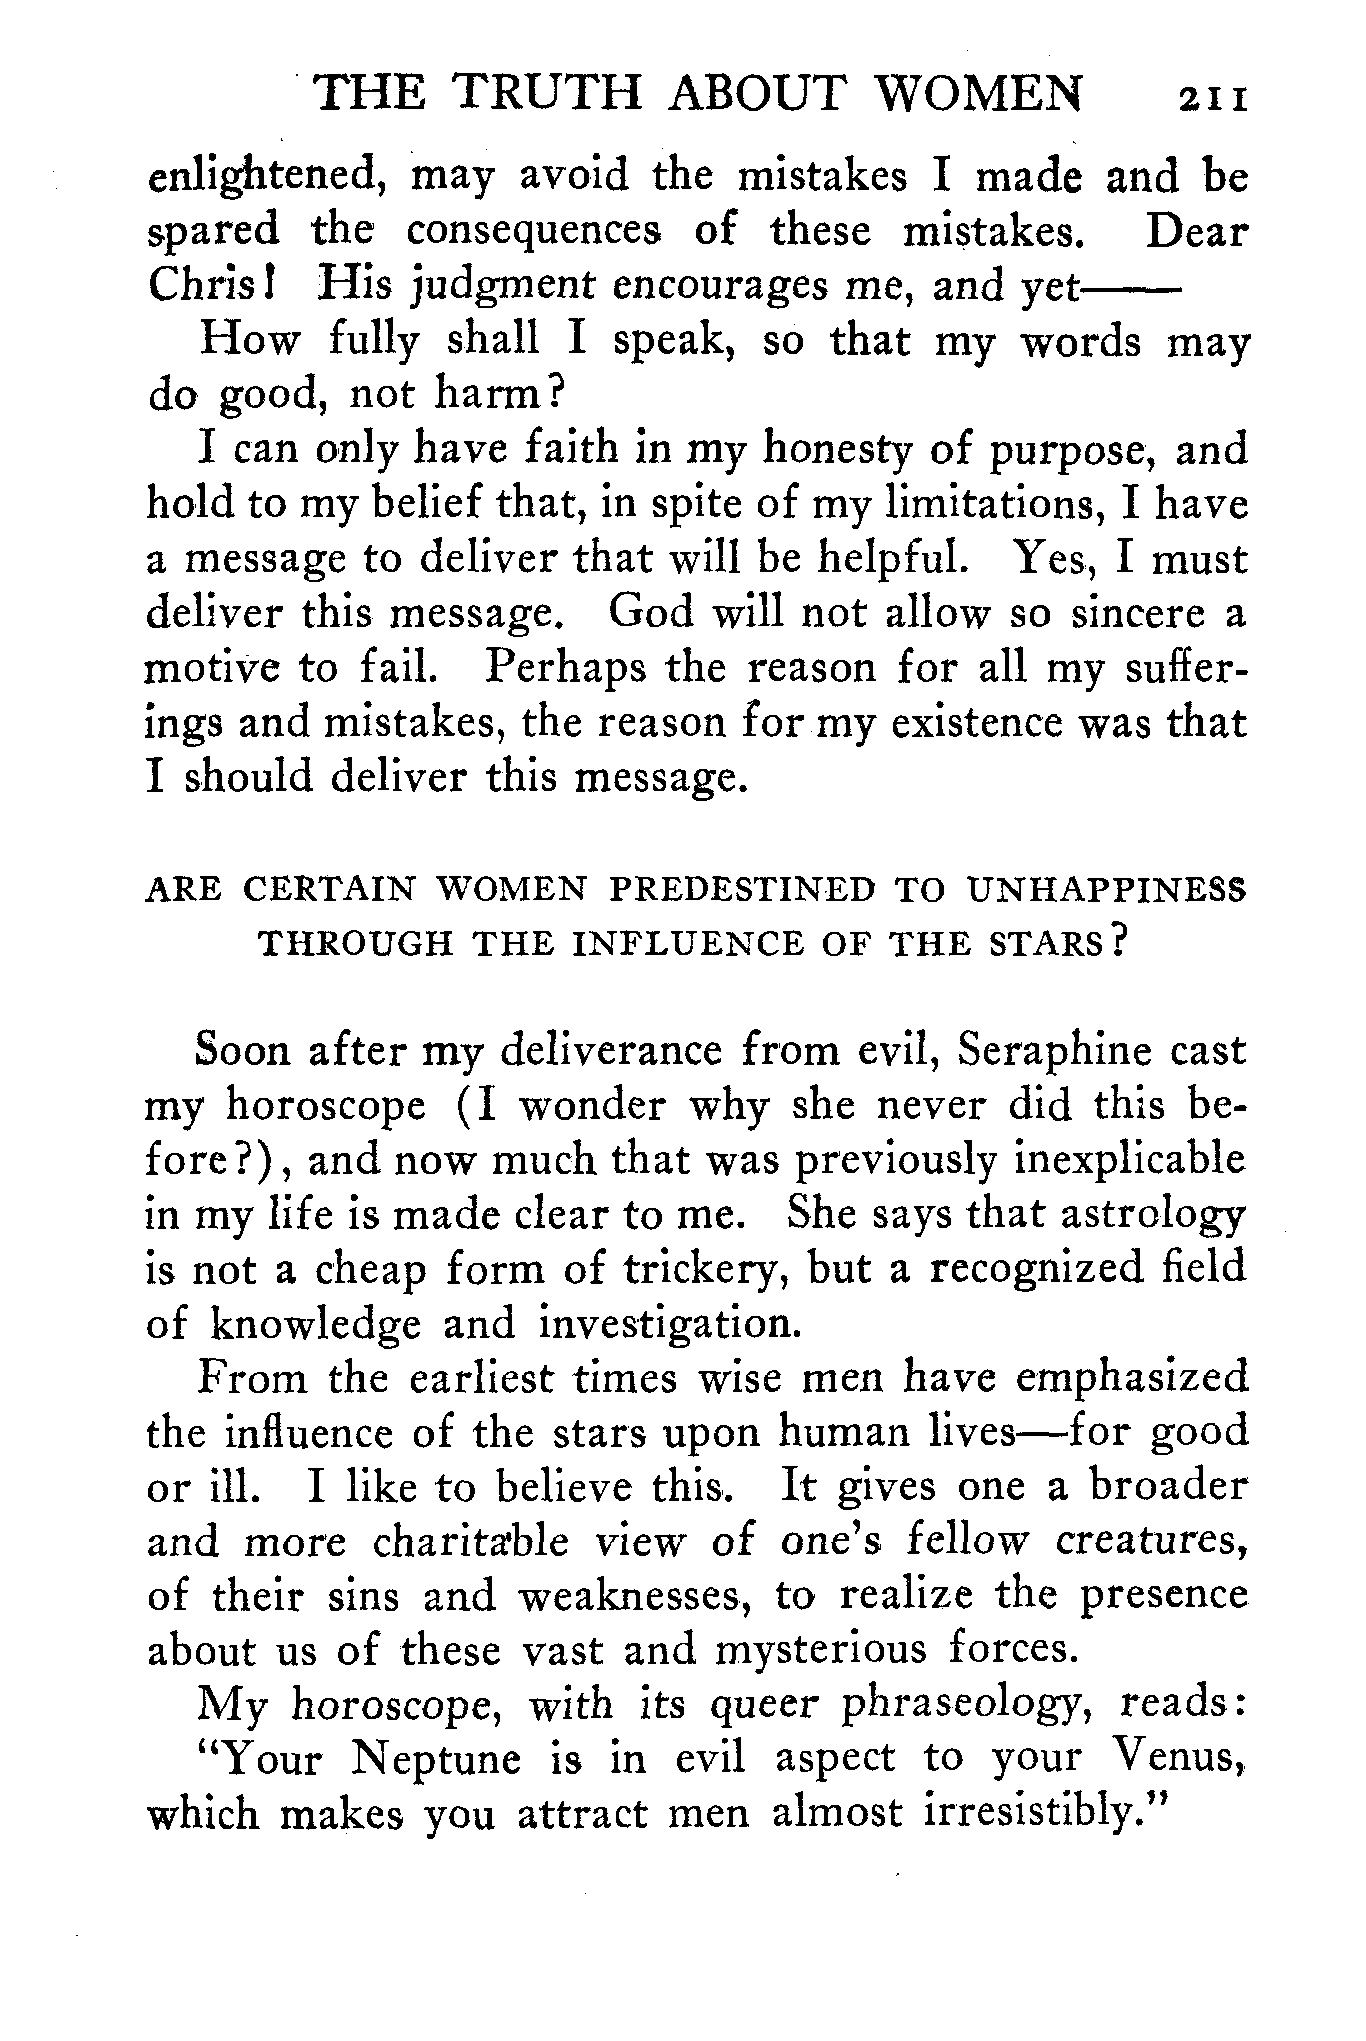 THE TRUTH ABOUT WOMEN 211
enlightened, may avoid the mistakes I made and be
spared the consequences of these mistakes. Dear
Chris! His judgment encourages me, and yet——
How fully shall I speak, so that my words may
do good, not harm?
I can only have faith in my honesty of purpose, and
hold to my belief that, in spite of my limitations, I have
a message to deliver that will be helpful. Yes, I must
deliver this message. God will not allow so sincere a
motive to fail. Perhaps the reason for all my suffer-
ings and mistakes, the reason for my existence was that
I should deliver this message.
ARE CERTAIN WOMEN PREDESTINED TO UNHAPPINESS
THROUGH THE INFLUENCE OF THE STARS?
Soon after my deliverance from evil, Seraphine cast
my horoscope (I wonder why she never did this be-
fore?), and now much that was previously inexplicable
in my life is made clear to me. She says that astrology
is not a cheap form of trickery, but a recognized field
of knowledge and investigation.
From the earliest times wise men have emphasized
the influence of the stars upon human lives—for good
or ill. I like to believe this. It gives one a broader
and more charitable view of one's fellow creatures,
of their sins and weaknesses, to realize the presence
about us of these vast and mysterious forces.
My horoscope, with its queer phraseology, reads:
"Your Neptune is in evil aspect to your Venus,
which makes you attract men almost irresistibly."